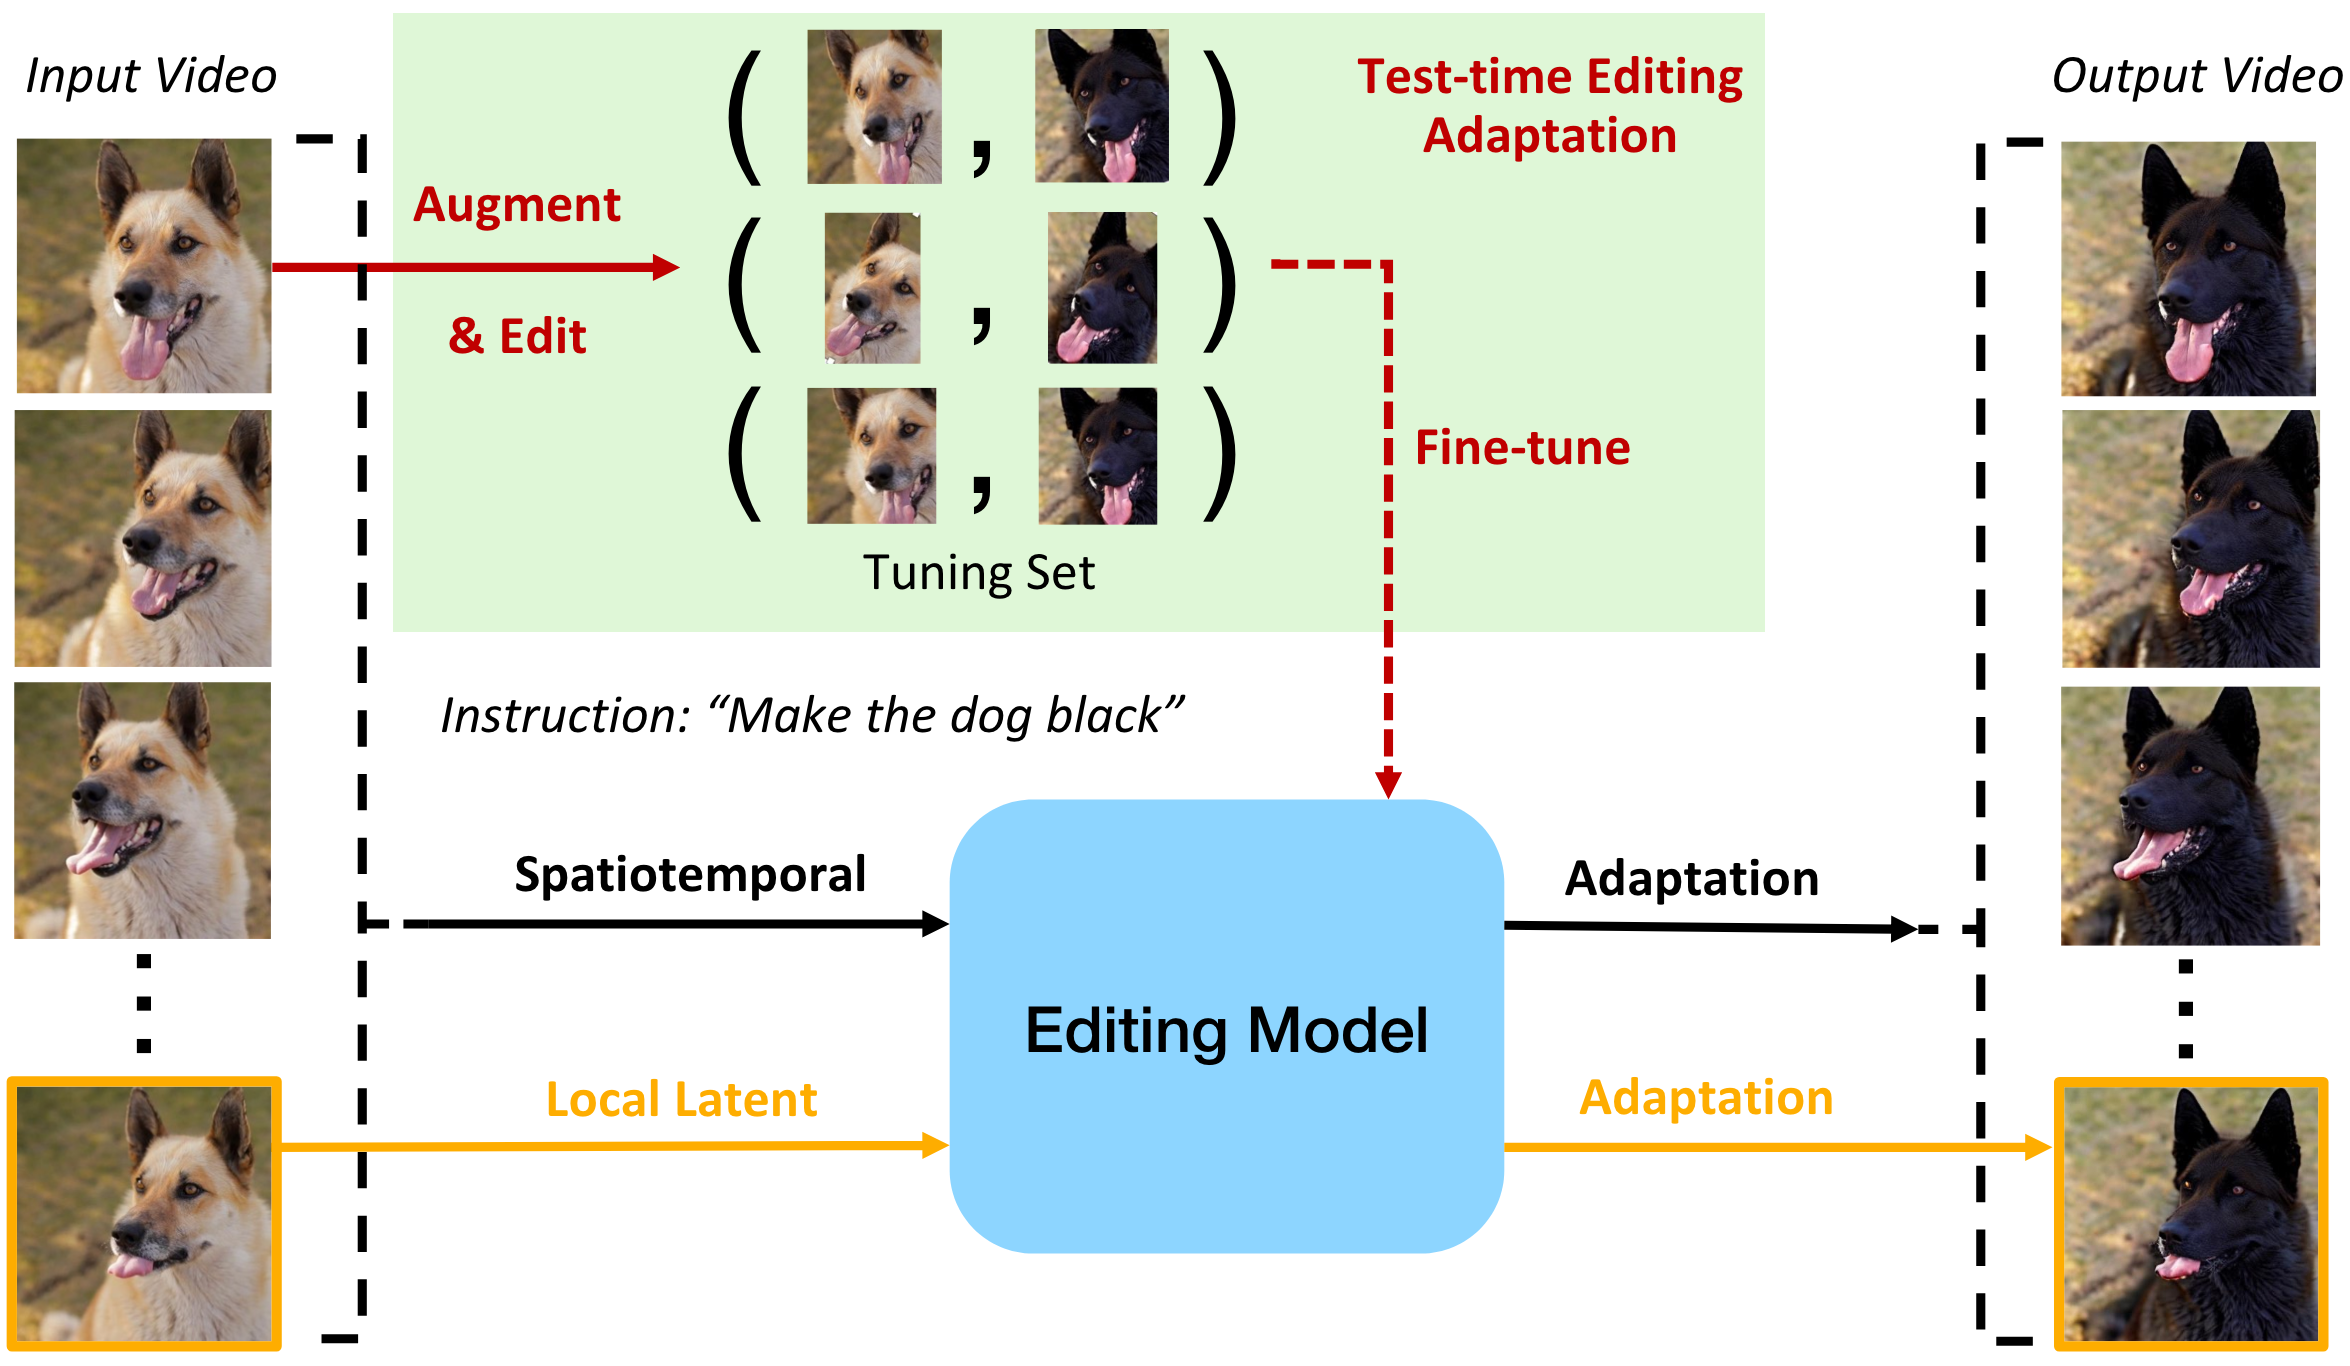 Input Video
Output Video
Test-time Editing
Adaptation
( , )
Augment
& Edit
( , )
( , )
Fine-tune
Tuning Set
Instruction: “Make the dog black”
Spatiotemporal
Adaptation
Editing Model
Local Latent
Adaptation